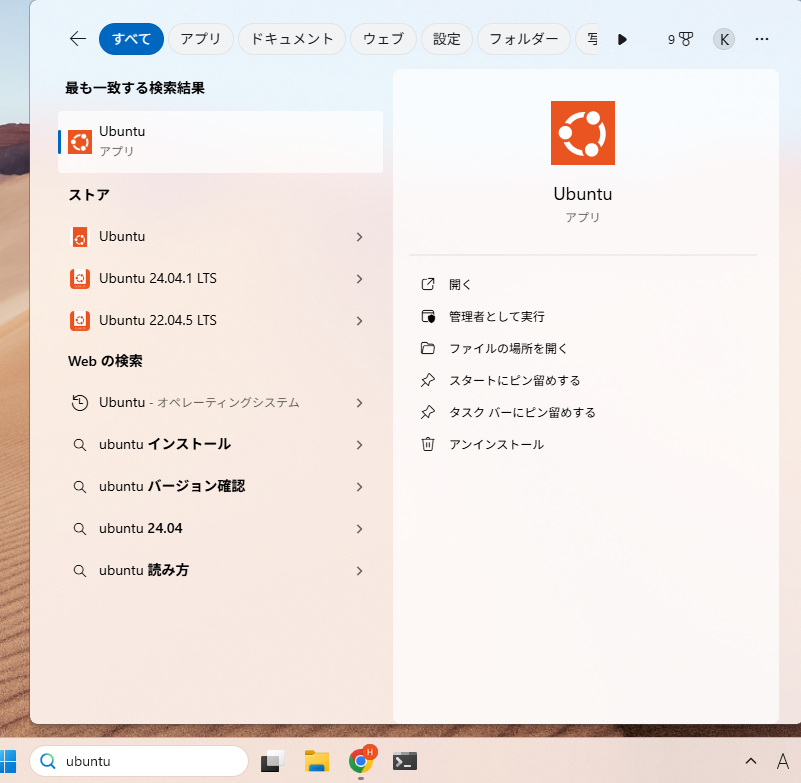 すべて アプリ ドキュメント ウェブ 設定 フォルダー 写 9 K
最も一致する検索結果
Ubuntu
アプリ
ストア
Ubuntu
Ubuntu 24.04.1 LTS
Ubuntu 22.04.5 LTS
Web の検索
Ubuntu - オペレーティングシステム
ubuntu インストール
ubuntu バージョン確認
ubuntu 24.04
ubuntu 読み方
Ubuntu
アプリ
開く
管理者として実行
ファイルの場所を開く
スタートにピン留めする
タスク バーにピン留めする
アンインストール
ubuntu H A